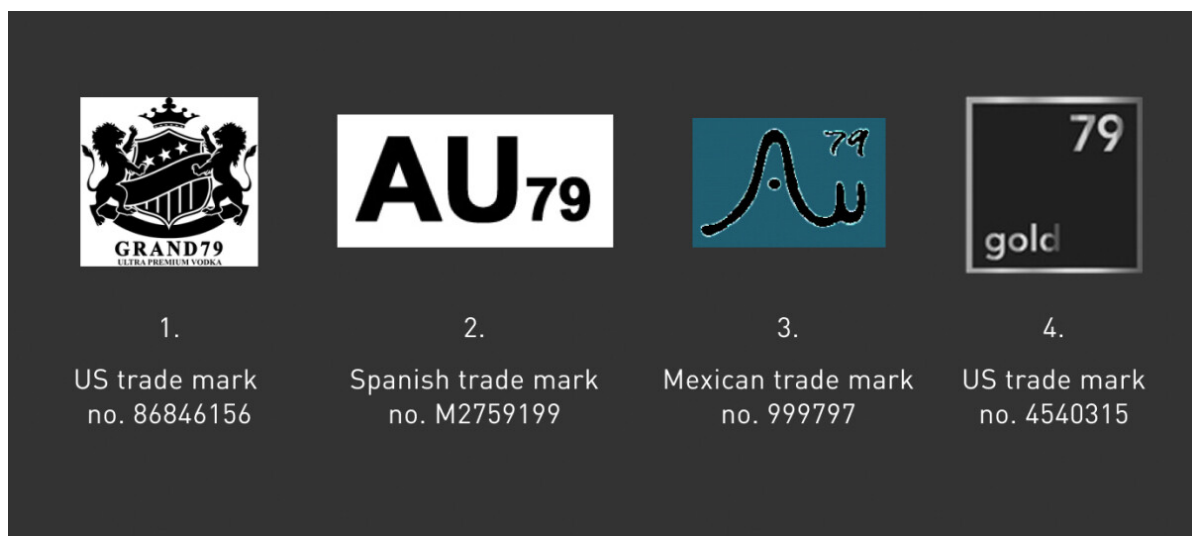 GRAND79
ULTRA PREMIUM VODKA
AU79
Au 79
79
gold
1.
US trade mark
no. 86846156
2.
Spanish trade mark
no. M2759199
3.
Mexican trade mark
no. 999797
4.
US trade mark
no. 4540315